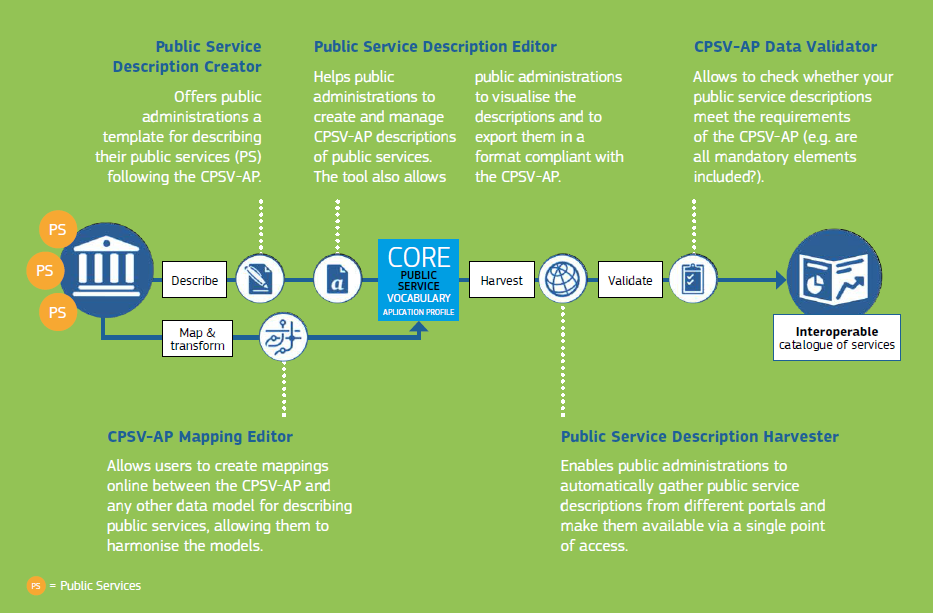 Public Service
Description Creator
Offers public
administrations a
template for describing
their public services (PS)
following the CPSV-AP.
Public Service Description Editor
Helps public
administrations to
create and manage
CPSV-AP descriptions
of public services.
The tool also allows
public administrations
to visualise the
descriptions and to
export them in a
format compliant with
the CPSV-AP.
CPSV-AP Data Validator
Allows to check whether your
public service descriptions
meet the requirements
of the CPSV-AP (e.g. are
all mandatory elements
included?).
PS
PS
PS
Describe
a
CORE
PUBLIC
SERVICE
VOCABULARY
APLICATION PROFILE
Harvest
Validate
Map &
transform
Interoperable
catalogue of services
CPSV-AP Mapping Editor
Allows users to create mappings
online between the CPSV-AP and
any other data model for describing
public services, allowing them to
harmonise the models.
Public Service Description Harvester
Enables public administrations to
automatically gather public service
descriptions from different portals and
make them available via a single point
of access.
PS = Public Services